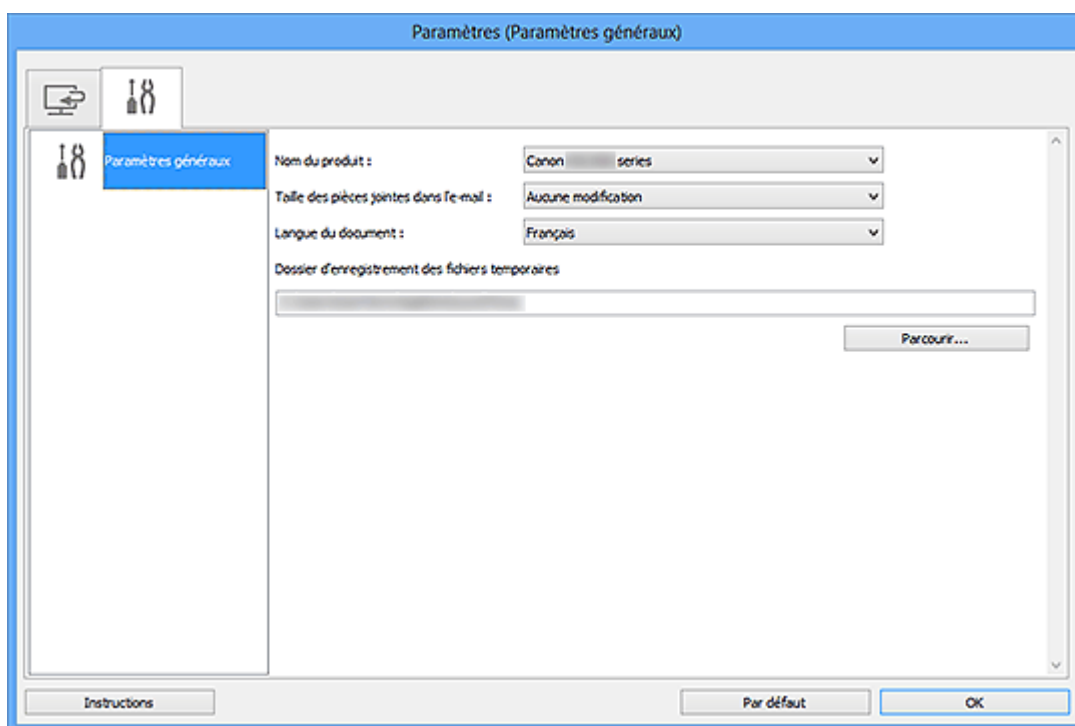 Paramètres (Paramètres généraux)
Paramètres généraux
Nom du produit :
Canon series
Taille des pièces jointes dans l'e-mail :
Aucune modification
Langue du document :
Français
Dossier d'enregistrement des fichiers temporaires
Parcourir...
Instructions
Par défaut
OK